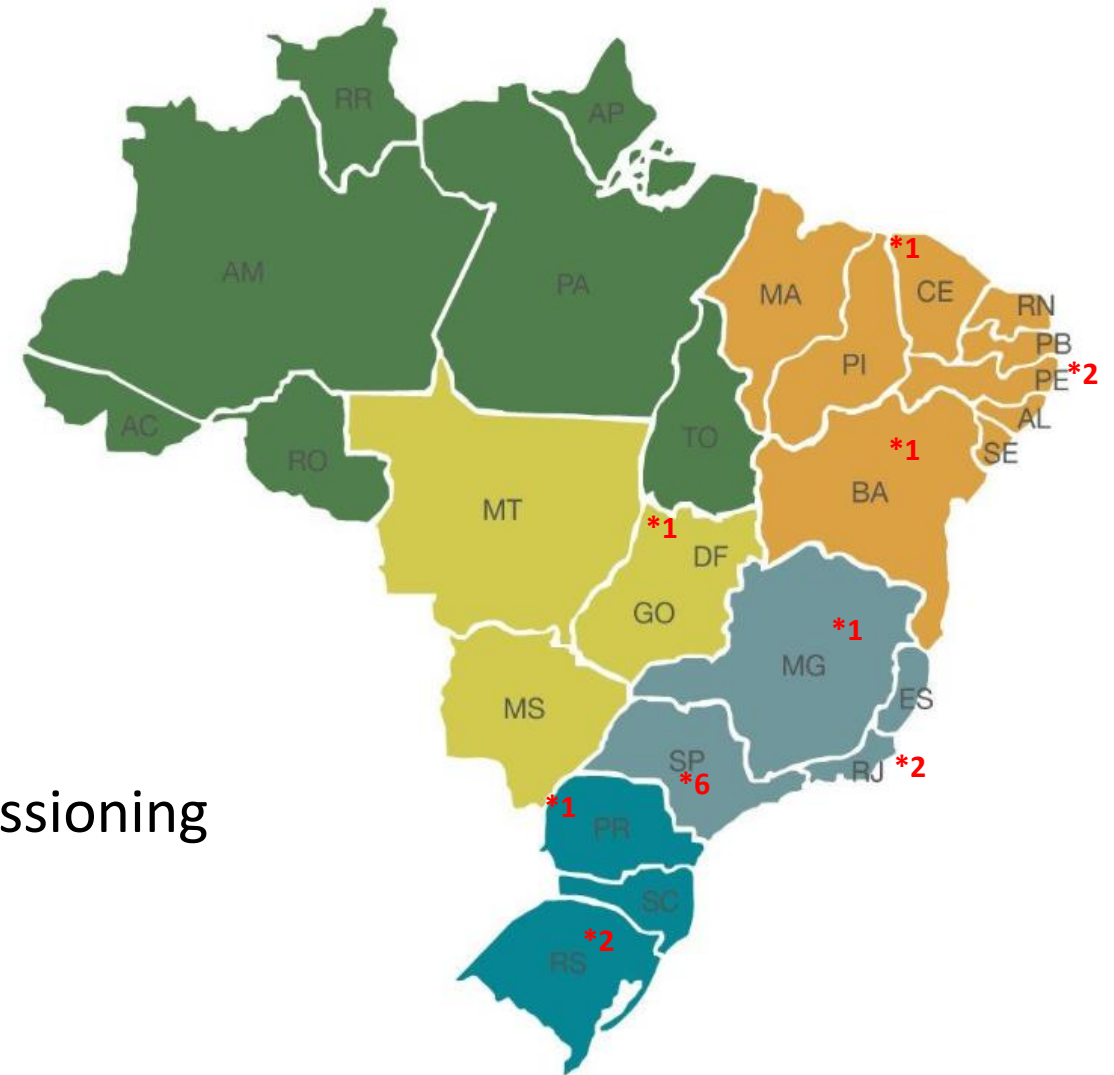 RR
AP
AM
PA
*1
MA
CE
RN
PB
PI
PE*2
AL
AC
TO
*1
SE
RO
BA
MT
*1
DF
GO
*1
MG
MS
ES
SP
RJ *2
*6
*1
ssioning
PR
SC
*2
RS